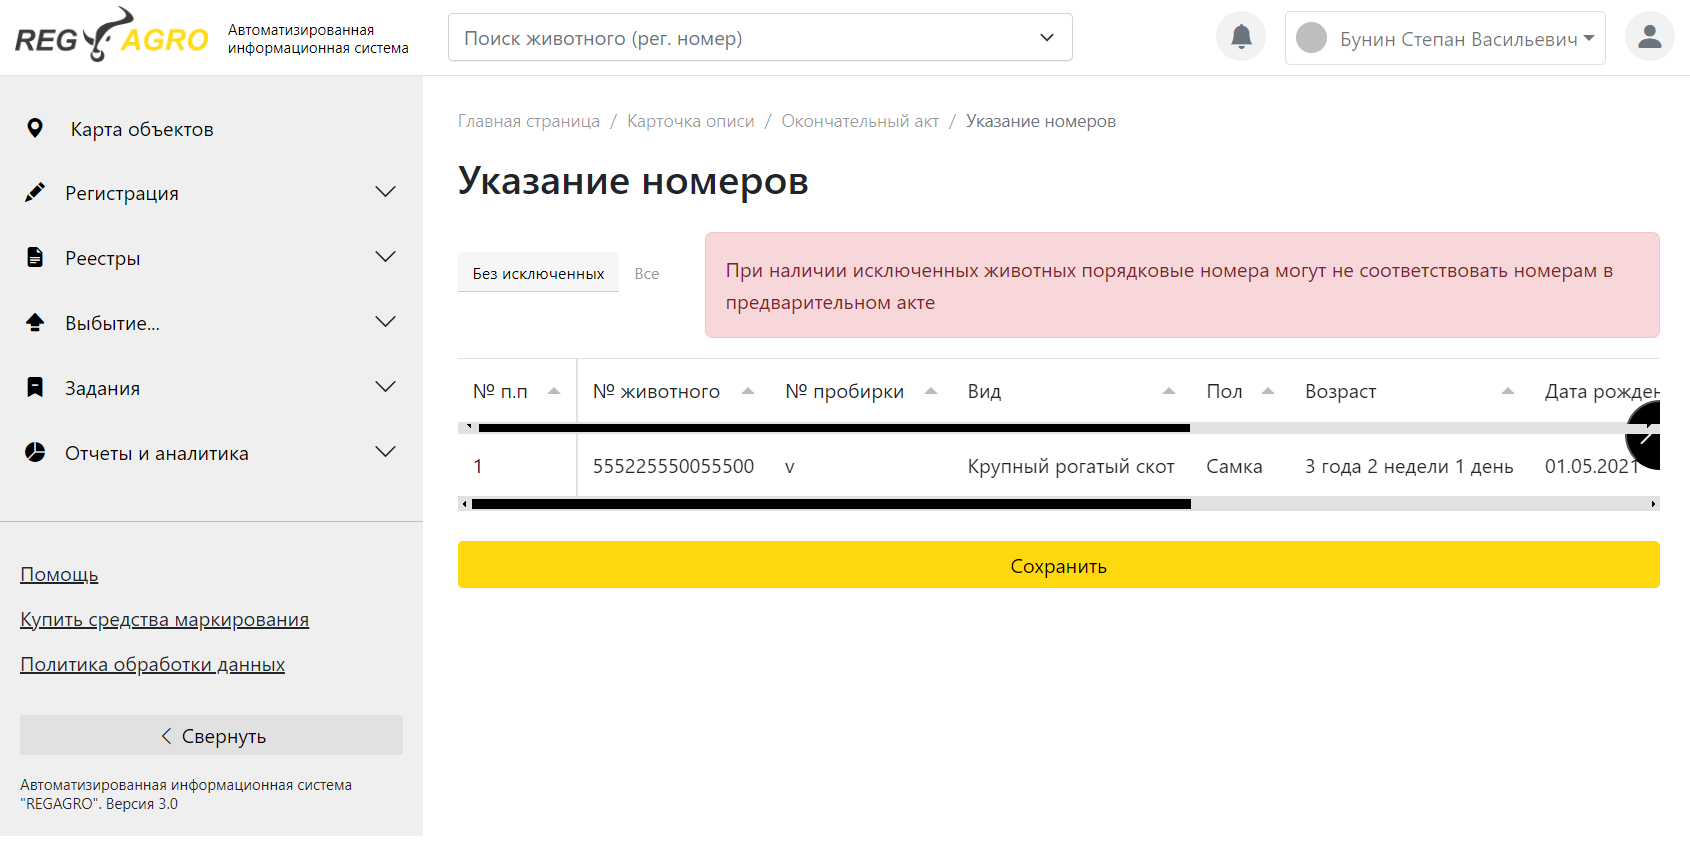 REG AGRO
Автоматизированная
информационная система
Поиск животного (рег. номер)
Бунин Степан Васильевич
Карта объектов
Регистрация
Реестры
Выбытие...
Задания
Отчеты и аналитика
Помощь
Купить средства маркирования
Политика обработки данных
Свернуть
Автоматизированная информационная система
"REGAGRO". Версия 3.0
Главная страница / Карточка описи / Окончательный акт / Указание номеров
Указание номеров
Без исключенных Все
При наличии исключенных животных порядковые номера могут не соответствовать номерам в
предварительном акте
№ п.п № животного № пробирки Вид Пол Возраст Дата рожден
1 555225550055500 v Крупный рогатый скот Самка 3 года 2 недели 1 день 01.05.2021
Сохранить